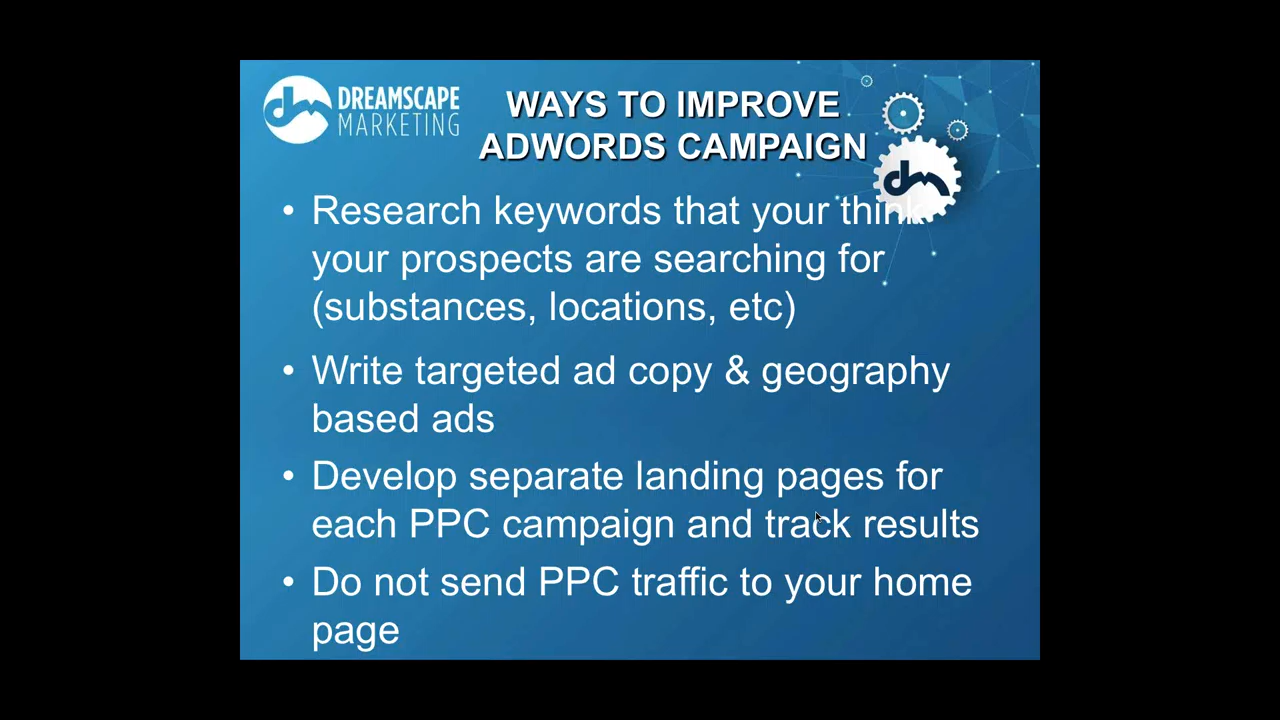 DREAMSCAPE
MARKETING
WAYS TO IMPROVE
ADWORDS CAMPAIGN
dm
dm
• Research keywords that your think
your prospects are searching for
(substances, locations, etc)
• Write targeted ad copy & geography
based ads
• Develop separate landing pages for
each PPC campaign and track results
• Do not send PPC traffic to your home
page